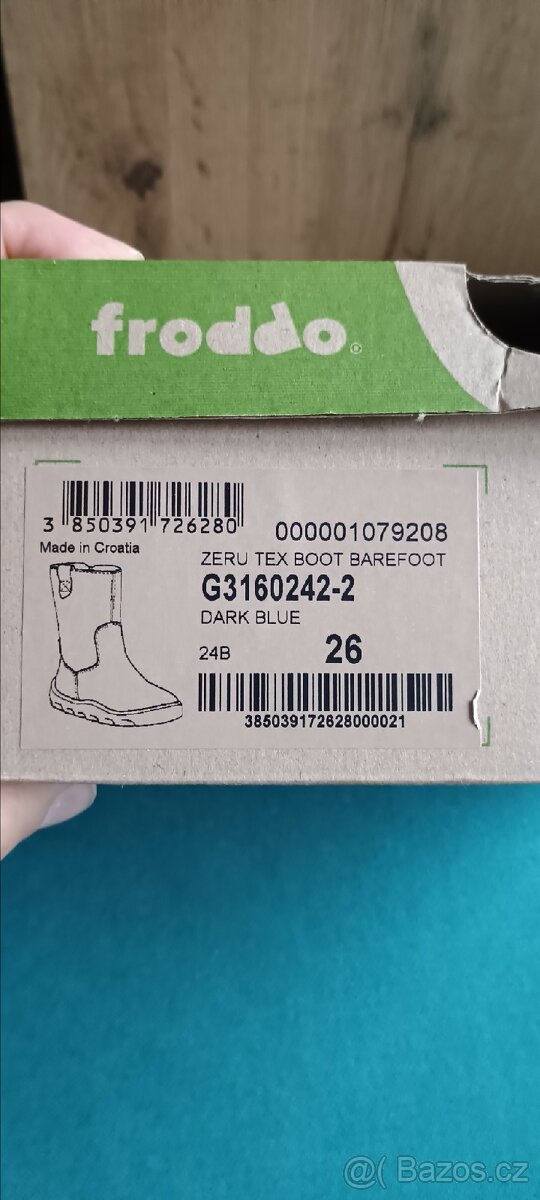 froddo®
3 850391 726280
000001079208
Made in Croatia
ZERU TEX BOOT BAREFOOT
G3160242-2
DARK BLUE
24B
26
385039172628000021
@( Bazos.cz